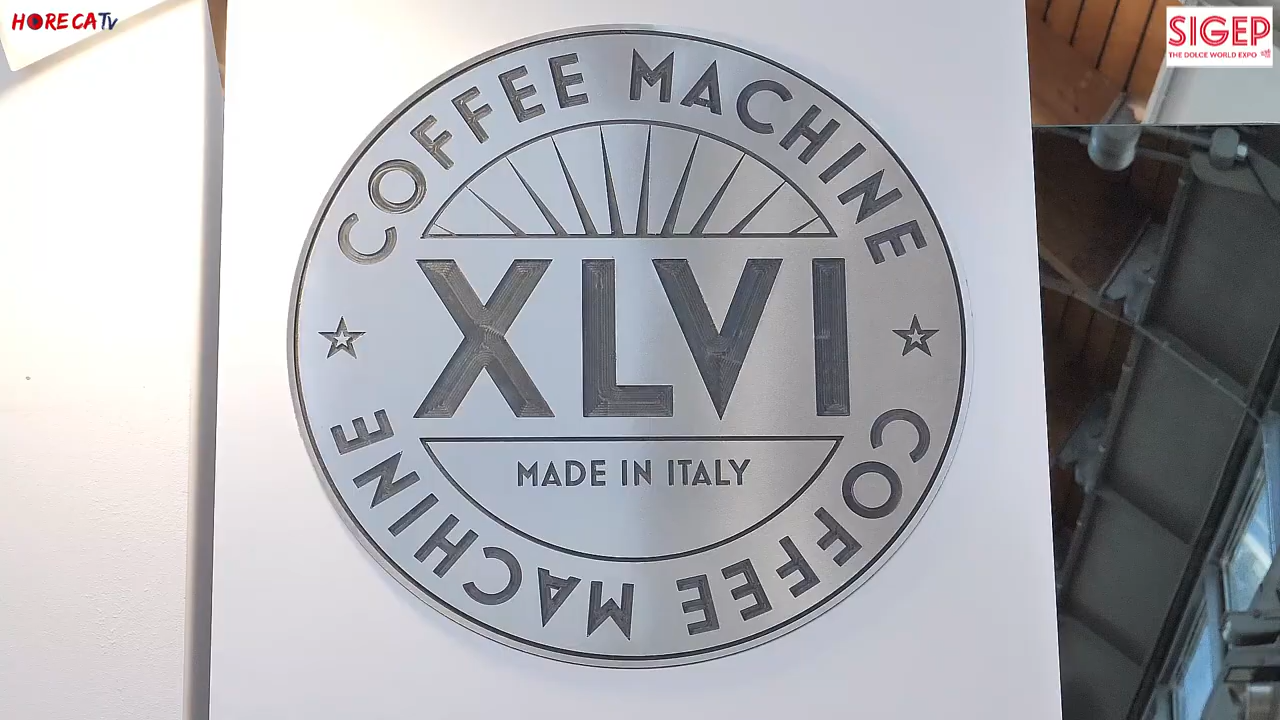 HORECATV
SIGEP
THE DOLCE WORLD EXPO
COFFEE MACHINE
XLVI
MADE IN ITALY
COFFEE MACHINE